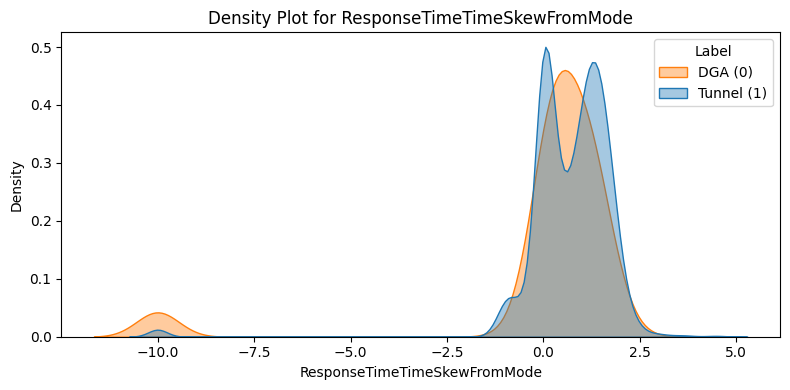 Density Plot for ResponseTimeTimeSkewFromMode
Label
DGA (0)
Tunnel (1)
Density
0.5
0.4
0.3
0.2
0.1
0.0
−10.0 −7.5 −5.0 −2.5 0.0 2.5 5.0
ResponseTimeTimeSkewFromMode